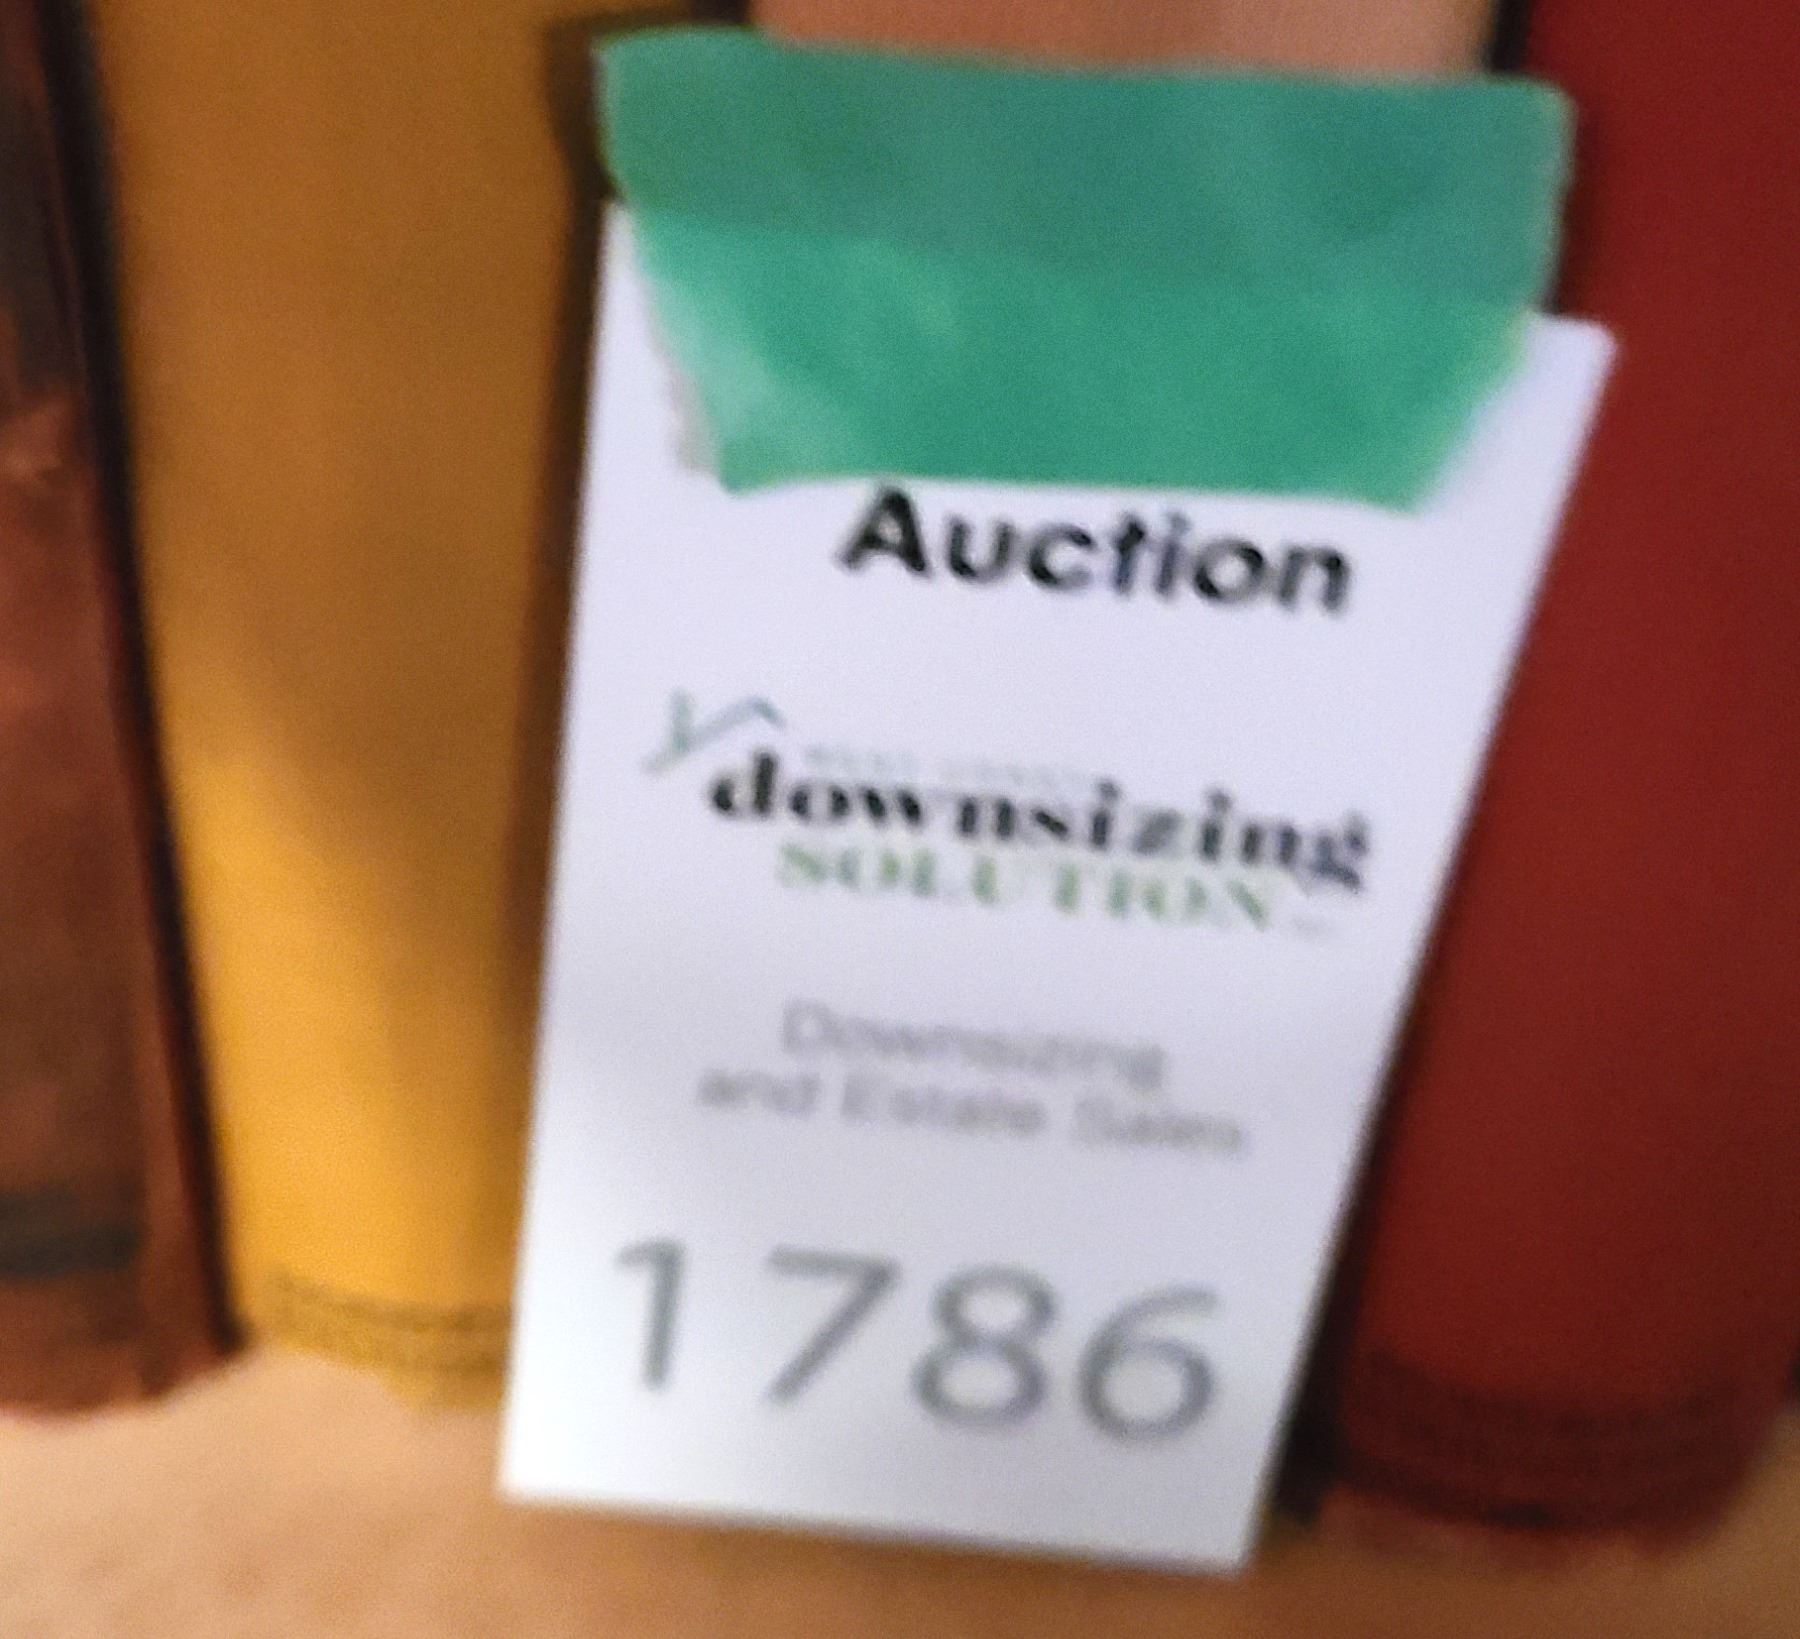 Auction
downsizing
SOLUTION
Downsizing
and Estate Sales
1786